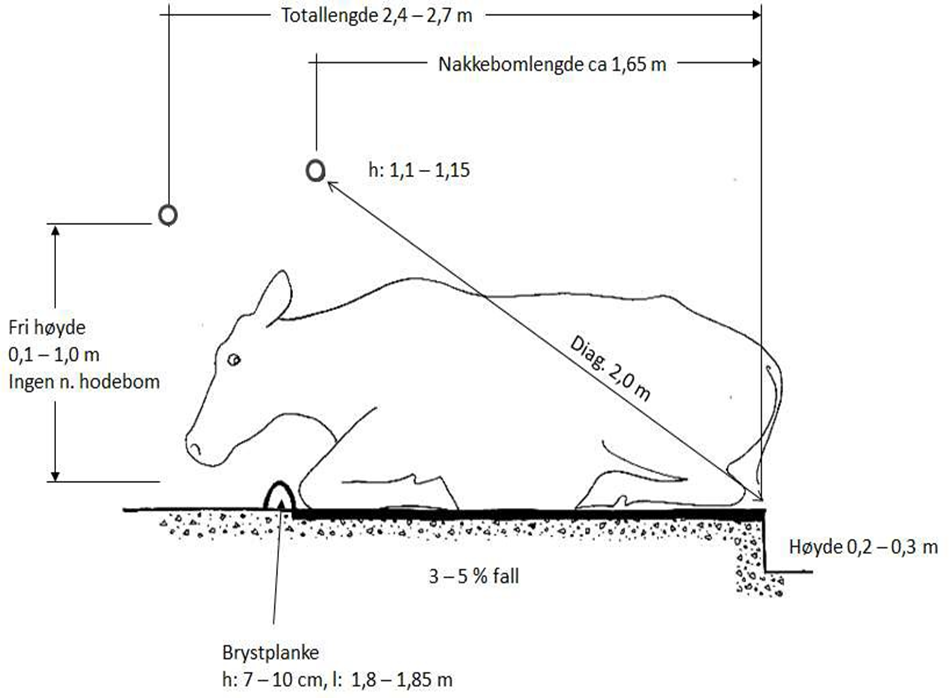 Totallengde 2,4 – 2,7 m
Nakkebomlengde ca 1,65 m
h: 1,1 – 1,15
Fri høyde
0,1 – 1,0 m
Ingen n. hodebom
Diag. 2,0 m
Høyde 0,2 – 0,3 m
3 – 5 % fall
Brystplanke
h: 7 – 10 cm, l: 1,8 – 1,85 m